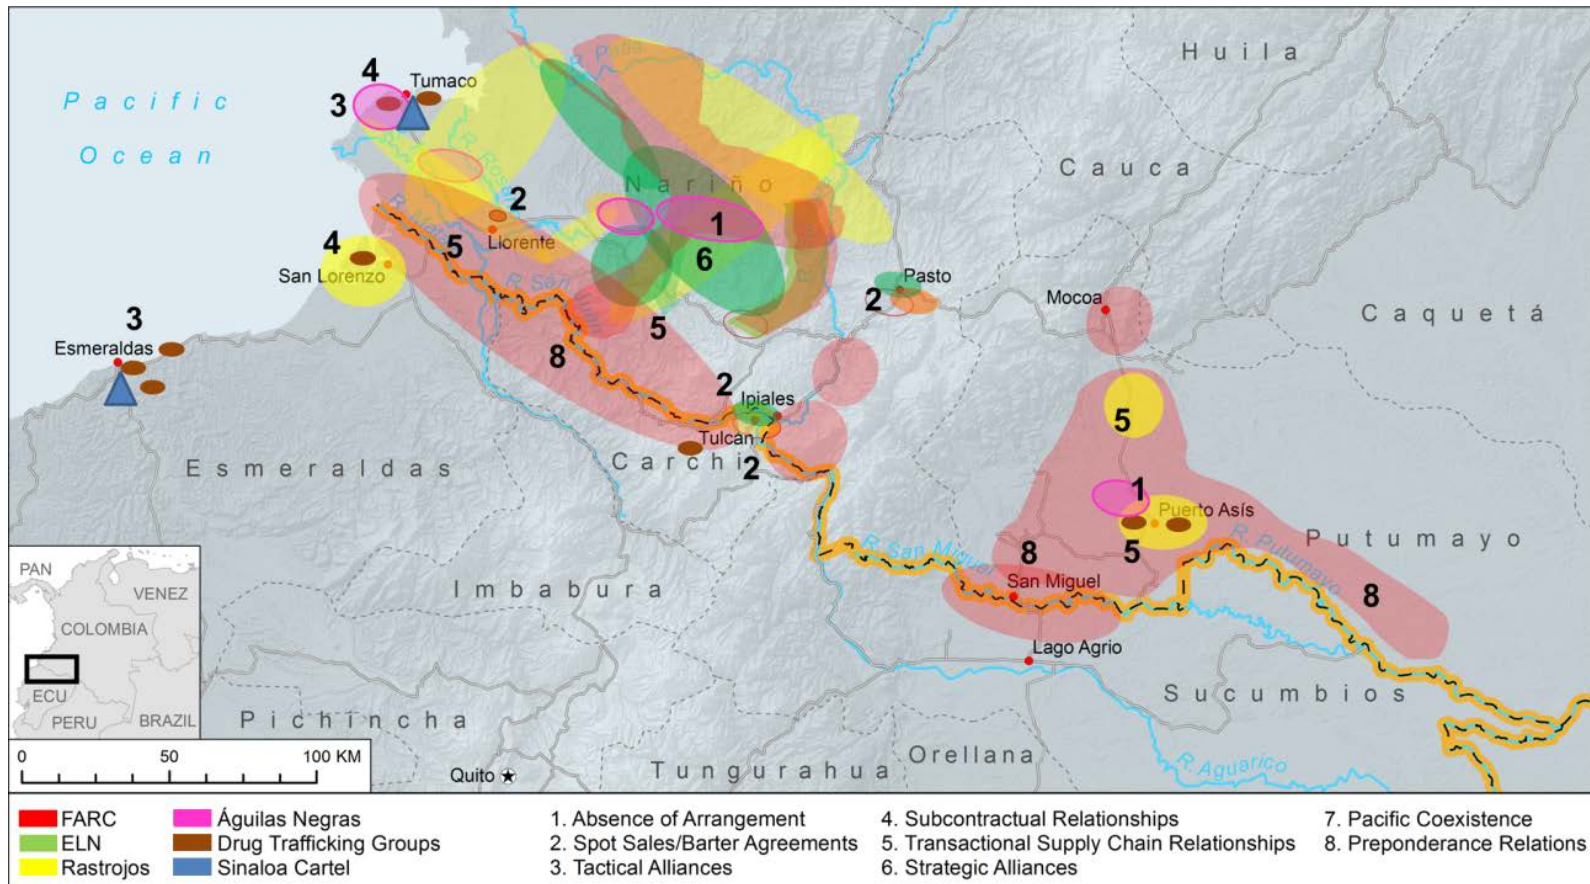 Pacific
Ocean
4
Tumaco
3
R. Patía
Huila
Cauca
Nariño
R. Rosario
2
Llorente
1
R. Mataje
5
4
San Lorenzo
6
R. San
Pasto
2
Mocoa
Caquetá
3
Esmeraldas
5
8
2
Ipiales
Tulcán
5
Esmeraldas
Carchi
2
1
Puerto Asís
R. San Miguel
8
5
R. Putumayo
Putumayo
Imbabura
San Miguel
8
Lago Agrio
Sucumbios
Pichincha
Orellana
Quito
Tungurahua
R. Aguarico
PAN
VENEZ
COLOMBIA
ECU
PERU
BRAZIL
0 50 100 KM
FARC
ELN
Rastrojos
Águilas Negras
Drug Trafficking Groups
Sinaloa Cartel
1. Absence of Arrangement
2. Spot Sales/Barter Agreements
3. Tactical Alliances
4. Subcontractual Relationships
5. Transactional Supply Chain Relationships
6. Strategic Alliances
7. Pacific Coexistence
8. Preponderance Relations